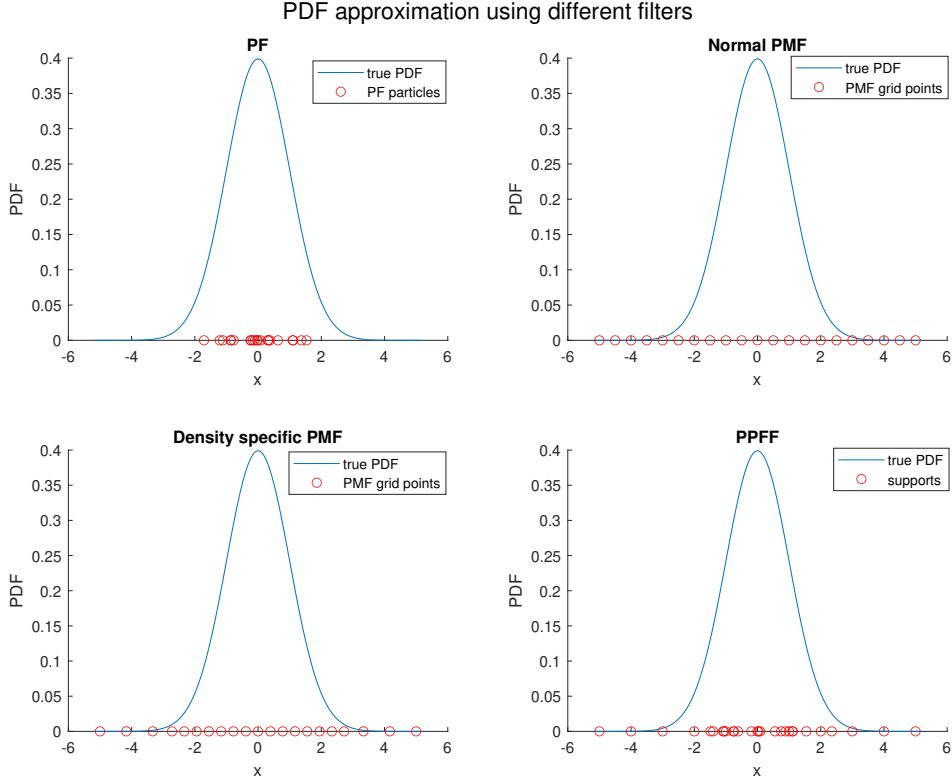 PDF approximation using different filters
PF
true PDF
PF particles
0.4
0.35
0.3
0.25
0.2
0.15
0.1
0.05
0
PDF
-6 -4 -2 0 2 4 6
x
Normal PMF
true PDF
PMF grid points
0.4
0.35
0.3
0.25
0.2
0.15
0.1
0.05
0
PDF
-6 -4 -2 0 2 4 6
x
Density specific PMF
true PDF
PMF grid points
0.4
0.35
0.3
0.25
0.2
0.15
0.1
0.05
0
PDF
-6 -4 -2 0 2 4 6
x
PPFF
true PDF
supports
0.4
0.35
0.3
0.25
0.2
0.15
0.1
0.05
0
PDF
-6 -4 -2 0 2 4 6
x